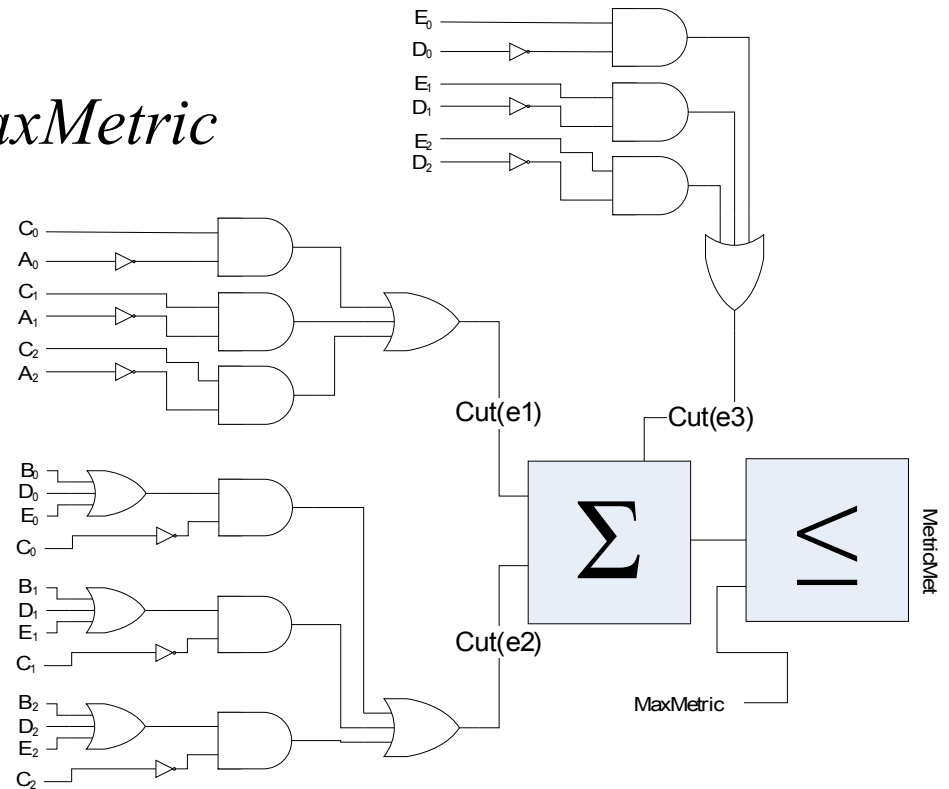 E₀
D₀
E₁
D₁
E₂
D₂
axMetric
C₀
A₀
C₁
A₁
C₂
A₂
Cut(e1)
Cut(e3)
B₀
D₀
E₀
C₀
Σ
≤
MetricMet
B₁
D₁
E₁
C₁
Cut(e2)
B₂
D₂
E₂
C₂
MaxMetric